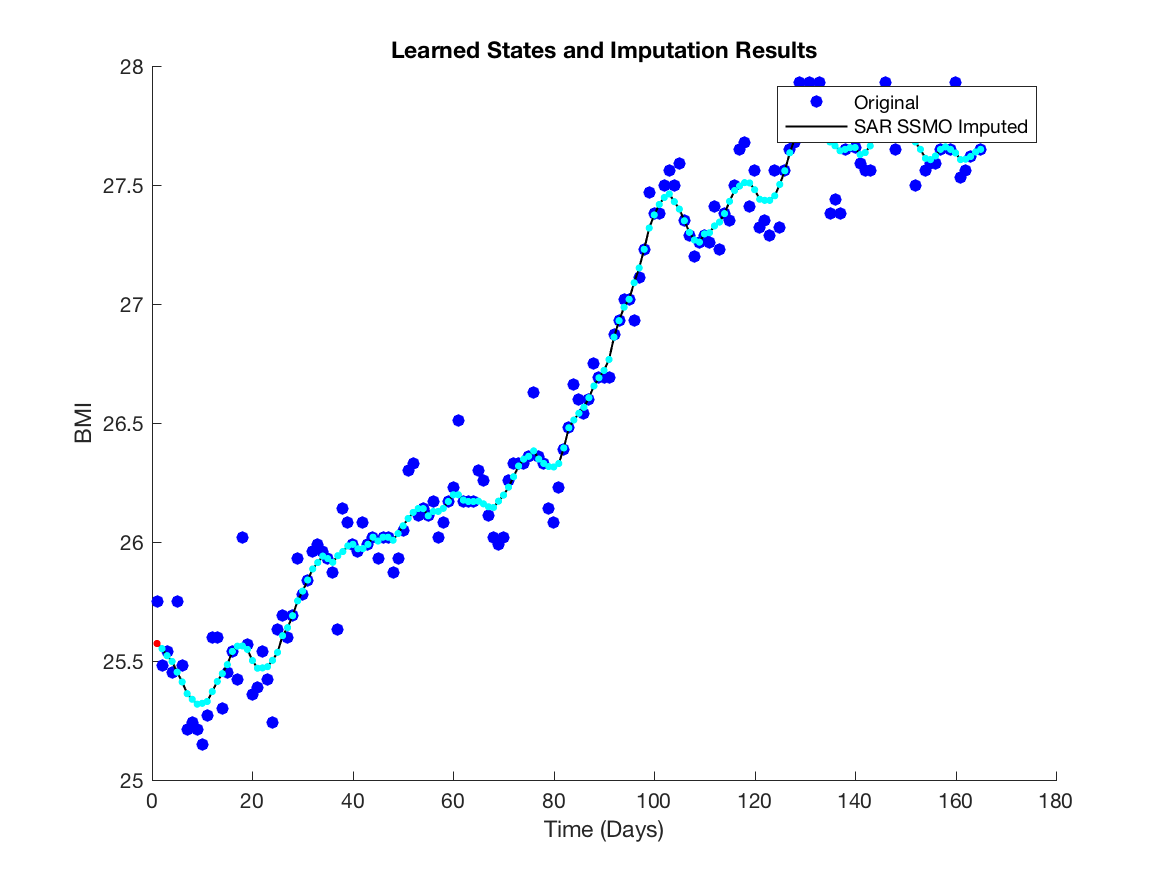 Learned States and Imputation Results
28
27.5
27
26.5
26
25.5
25
BMI
Original
SAR SSMO Imputed
0 20 40 60 80 100 120 140 160 180
Time (Days)